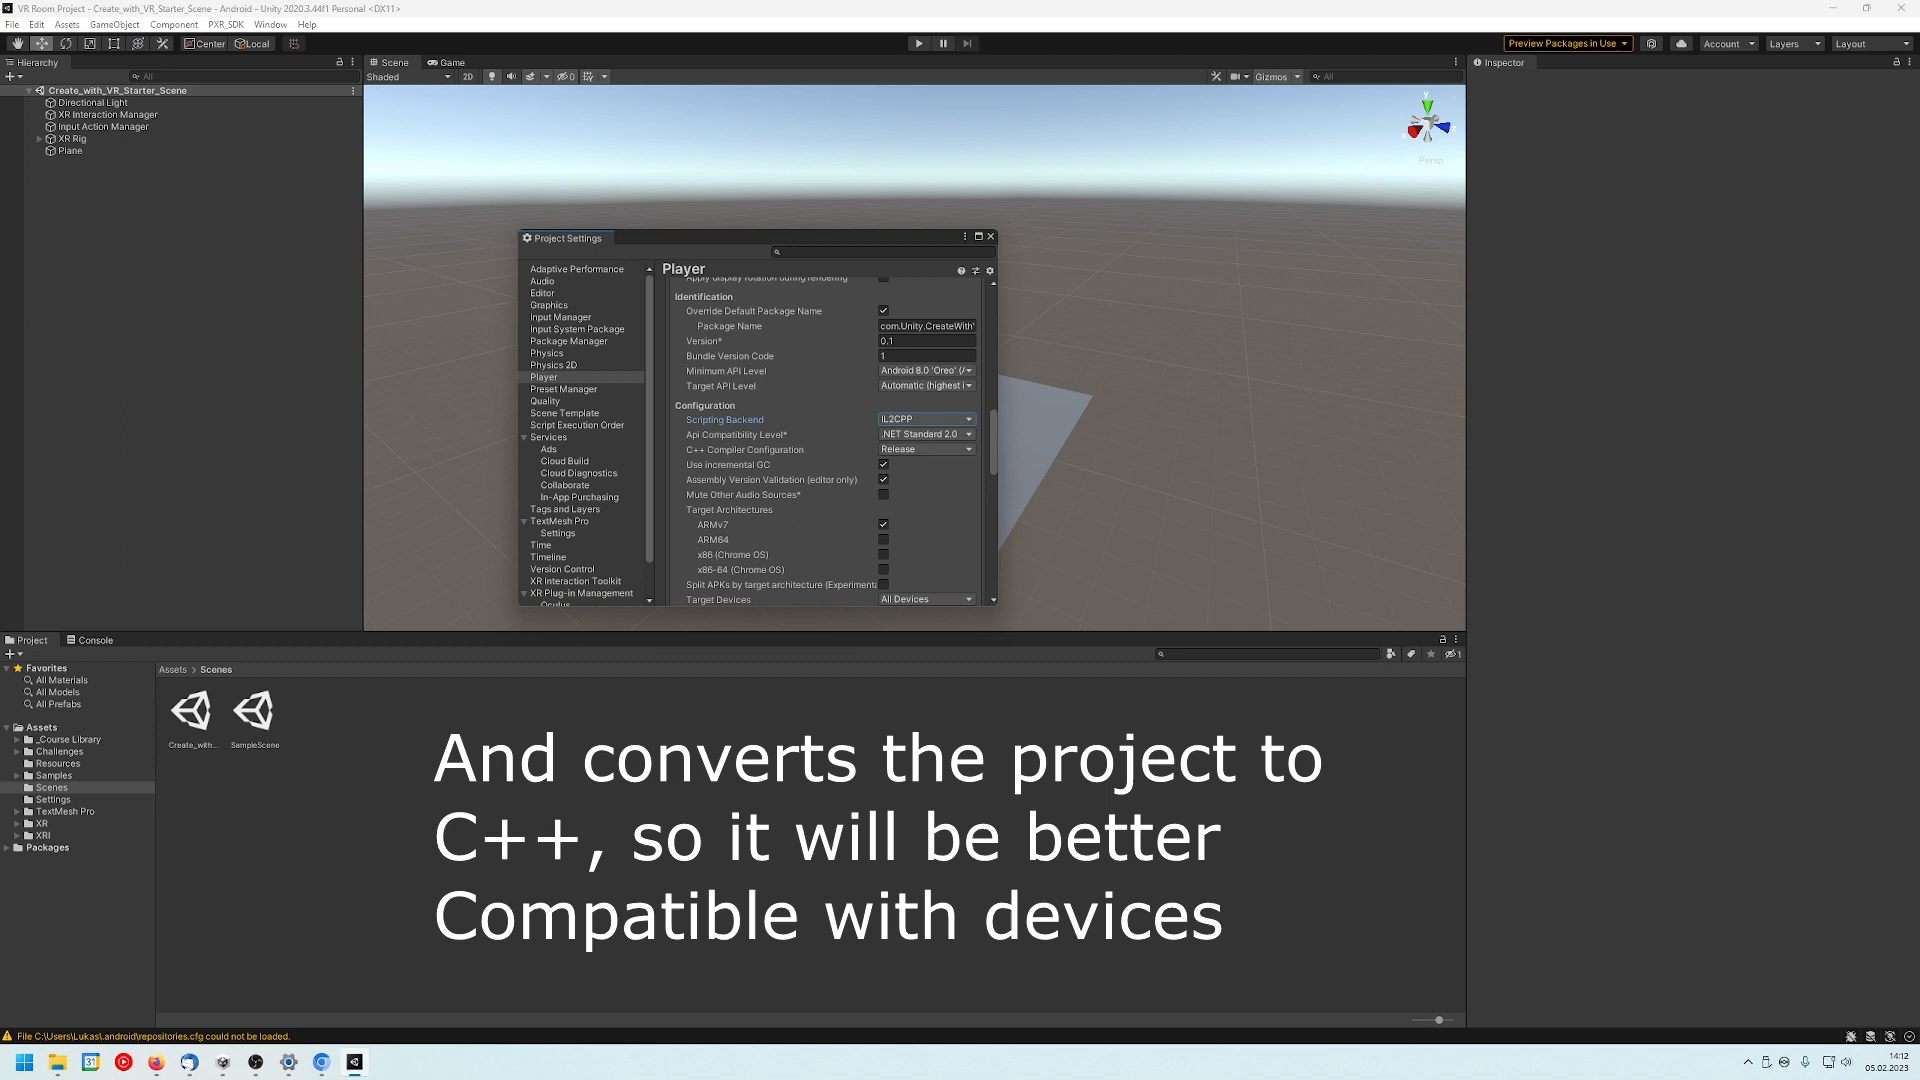 VR Room Project - Create_with_VR_Starter_Scene - Android - Unity 2020.3.44f1 Personal <DX11>
File Edit Assets GameObject Component PXR_SDK Window Help
Center Local
Preview Packages in Use
Account Layers Layout
Hierarchy
All
Create_with_VR_Starter_Scene
Directional Light
XR Interaction Manager
Input Action Manager
XR Rig
Plane
Scene Game
Shaded 2D 0 Gizmos All
y
Persp
Inspector
Project Settings
Adaptive Performance
Audio
Editor
Graphics
Input Manager
Input System Package
Package Manager
Physics
Physics 2D
Player
Preset Manager
Quality
Scene Template
Script Execution Order
Services
Ads
Cloud Build
Cloud Diagnostics
Collaborate
In-App Purchasing
Tags and Layers
TextMesh Pro
Settings
Time
Timeline
Version Control
XR Interaction Toolkit
XR Plug-in Management
Oculus
Player
Apply display rotation during rendering
Identification
Override Default Package Name
Package Name com.Unity.CreateWith
Version* 0.1
Bundle Version Code 1
Minimum API Level Android 8.0 'Oreo' (
Target API Level Automatic (highest i
Configuration
Scripting Backend IL2CPP
Api Compatibility Level* .NET Standard 2.0
C++ Compiler Configuration Release
Use incremental GC
Assembly Version Validation (editor only)
Mute Other Audio Sources*
Target Architectures
ARMv7
ARM64
x86 (Chrome OS)
x86-64 (Chrome OS)
Split APKs by target architecture (Experimenta
Target Devices All Devices
Project Console
1
Favorites
All Materials
All Models
All Prefabs
Assets
_Course Library
Challenges
Resources
Samples
Scenes
Settings
TextMesh Pro
XR
XRI
Packages
Assets > Scenes
Create_with... SampleScene
And converts the project to
C++, so it will be better
Compatible with devices
File C:\Users\Lukas\.android\repositories.cfg could not be loaded.
31
14:12
05.02.2023